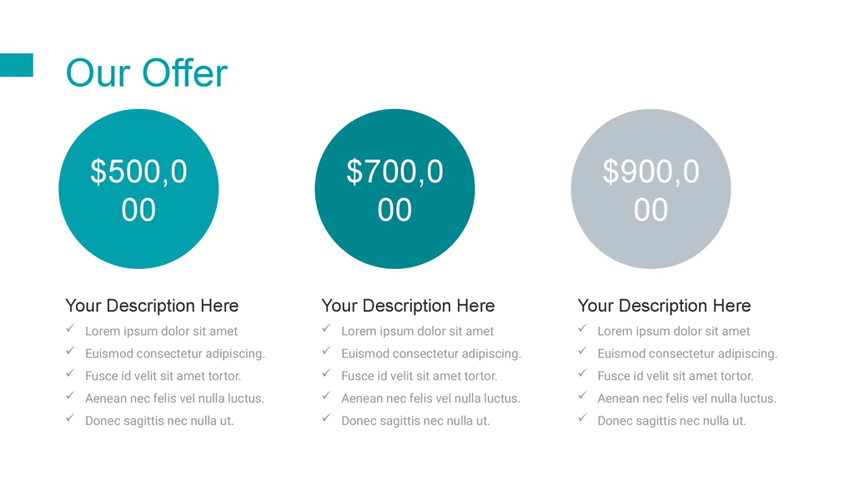 Our Offer
$500,0
00
$700,0
00
$900,0
00
Your Description Here
Lorem ipsum dolor sit amet
Euismod consectetur adipiscing.
Fusce id velit sit amet tortor.
Aenean nec felis vel nulla luctus.
Donec sagittis nec nulla ut.
Your Description Here
Lorem ipsum dolor sit amet
Euismod consectetur adipiscing.
Fusce id velit sit amet tortor.
Aenean nec felis vel nulla luctus.
Donec sagittis nec nulla ut.
Your Description Here
Lorem ipsum dolor sit amet
Euismod consectetur adipiscing.
Fusce id velit sit amet tortor.
Aenean nec felis vel nulla luctus.
Donec sagittis nec nulla ut.